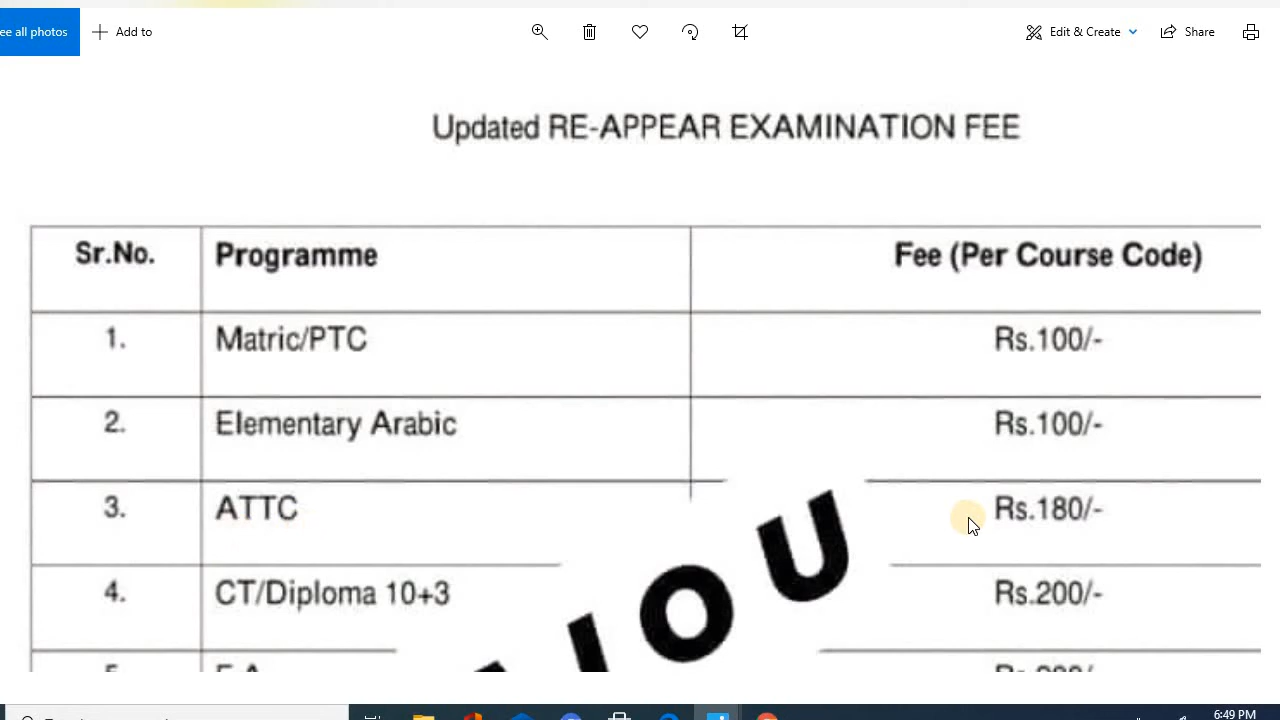 ee all photos
Add to
Edit & Create
Share
Updated RE-APPEAR EXAMINATION FEE
Sr.No. Programme Fee (Per Course Code)
1. Matric/PTC Rs.100/-
2. Elementary Arabic Rs.100/-
3. ATTC Rs.180/-
4. CT/Diploma 10+3 Rs.200/-
IOU
6:49 PM